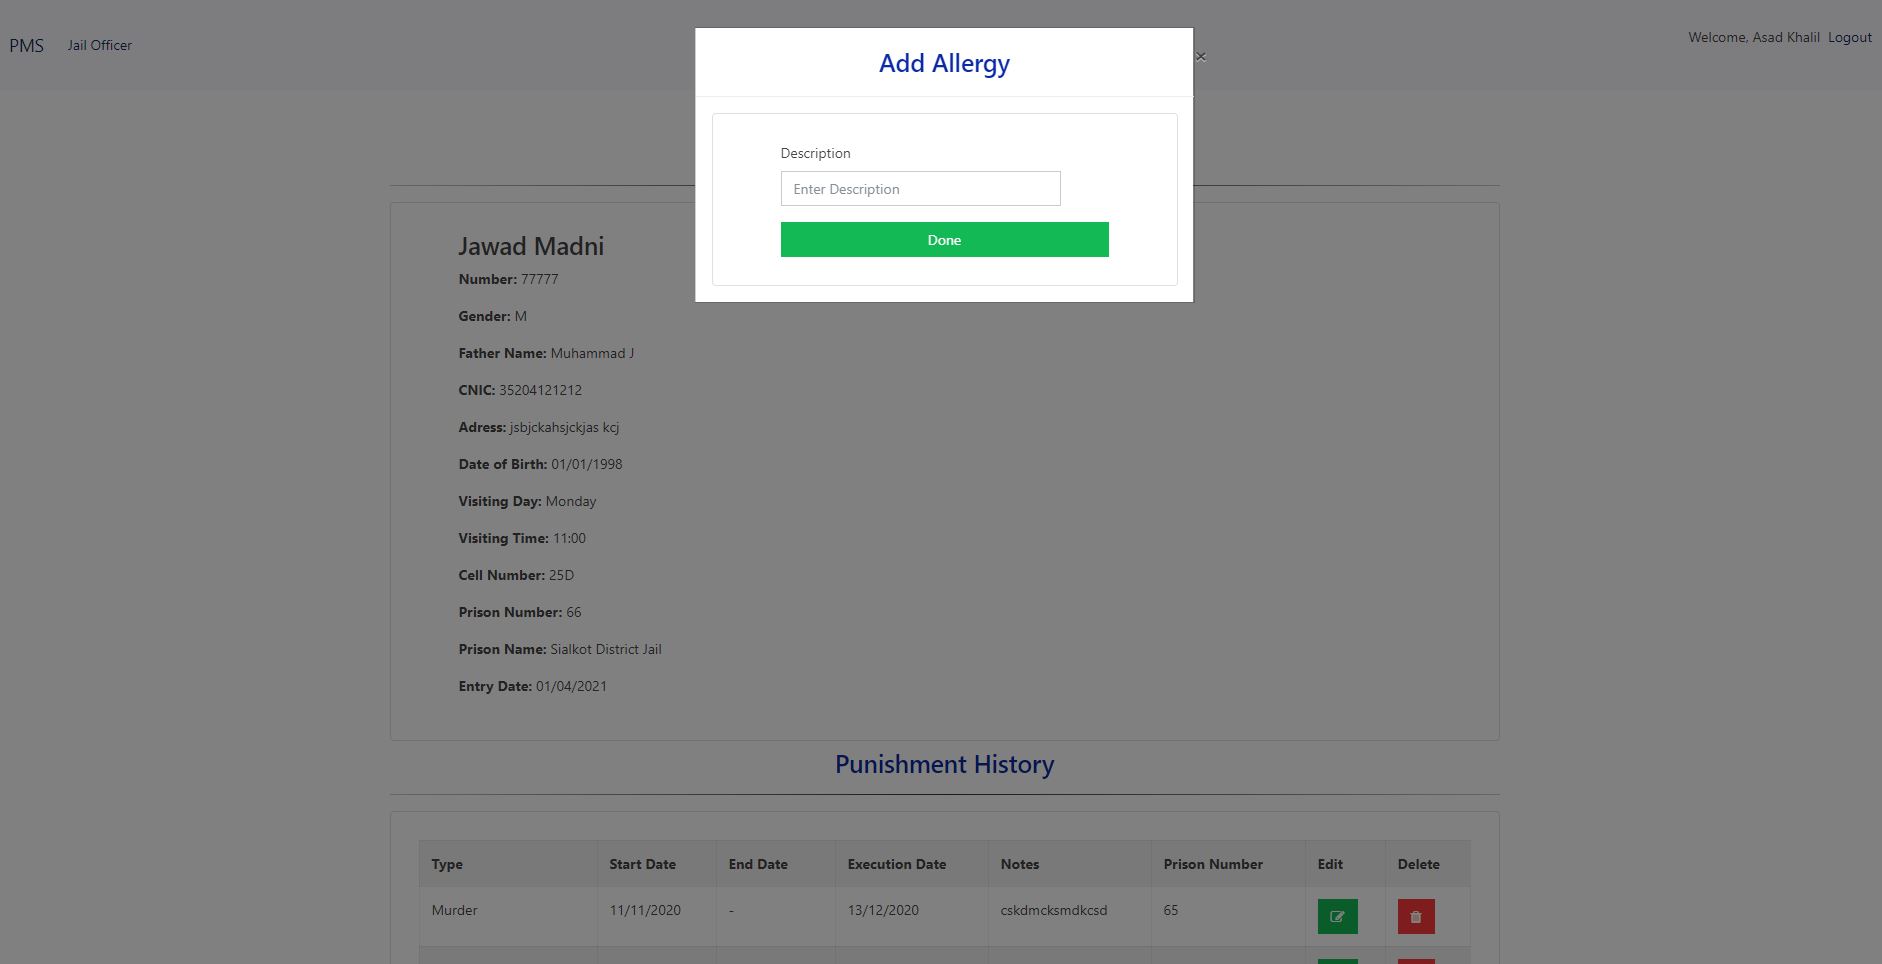 PMS Jail Officer
Welcome, Asad Khalil Logout
Add Allergy
×
Description
Enter Description
Done
Jawad Madni
Number: 77777
Gender: M
Father Name: Muhammad J
CNIC: 35204121212
Adress: jsbjckahsjckjas kcj
Date of Birth: 01/01/1998
Visiting Day: Monday
Visiting Time: 11:00
Cell Number: 25D
Prison Number: 66
Prison Name: Sialkot District Jail
Entry Date: 01/04/2021
Punishment History
Type Start Date End Date Execution Date Notes Prison Number Edit Delete
Murder 11/11/2020 - 13/12/2020 cskdmcksmdkcsd 65